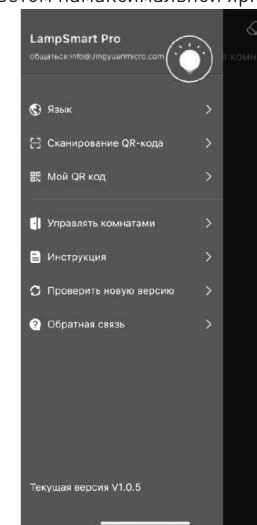 намаксимальной
LampSmart Pro
общаться:info@Jingyuanmicro.com
Язык
Сканирование QR-кода
Мой QR код
Управлять комнатами
Инструкция
Проверить новую версию
Обратная связь
Текущая версия V1.0.5